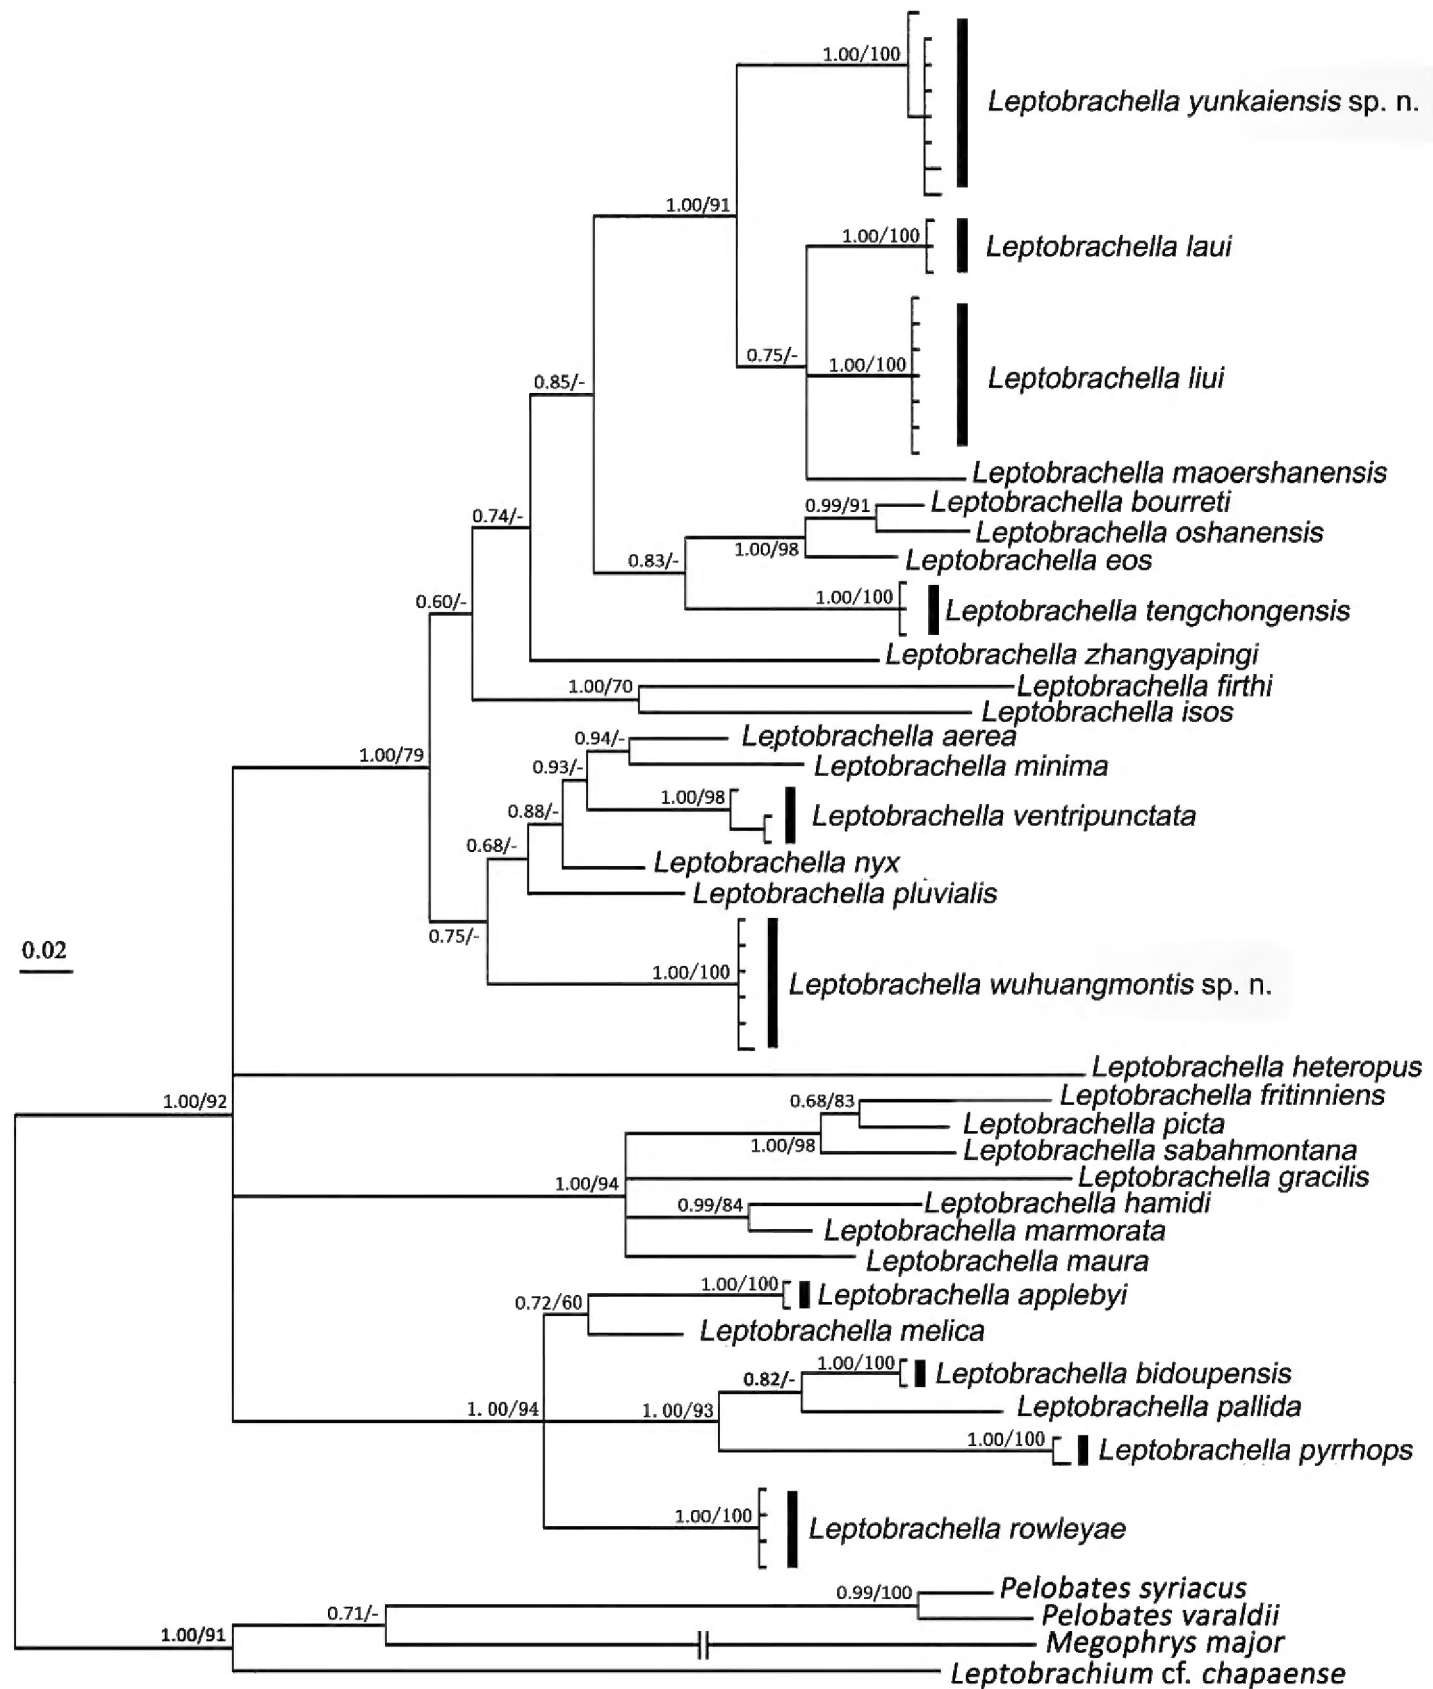 1.00/100
Leptobrachella yunkaiensis sp. n.
1.00/91
1.00/100
Leptobrachella laui
0.75/-
1.00/100
Leptobrachella liui
0.85/-
Leptobrachella maoershanensis
0.99/91
Leptobrachella bourreti
0.74/-
Leptobrachella oshanensis
1.00/98
Leptobrachella eos
0.83/-
0.60/-
1.00/100
Leptobrachella tengchongensis
Leptobrachella zhangyapingi
1.00/70
Leptobrachella firthi
Leptobrachella isos
0.94/-
Leptobrachella aerea
1.00/79
0.93/-
Leptobrachella minima
1.00/98
0.88/-
Leptobrachella ventripunctata
0.68/-
Leptobrachella nyx
Leptobrachella pluvialis
0.75/-
0.02
1.00/100
Leptobrachella wuhuangmontis sp. n.
Leptobrachella heteropus
1.00/92
0.68/83
Leptobrachella fritinniens
Leptobrachella picta
1.00/98
Leptobrachella sabahmontana
1.00/94
Leptobrachella gracilis
0.99/84
Leptobrachella hamidi
Leptobrachella marmorata
Leptobrachella maura
1.00/100
Leptobrachella applebyi
0.72/60
Leptobrachella melica
1.00/100
Leptobrachella bidoupensis
0.82/-
1.00/94
1.00/93
Leptobrachella pallida
1.00/100
Leptobrachella pyrrhops
1.00/100
Leptobrachella rowleyae
0.99/100
Pelobates syriacus
0.71/-
Pelobates varaldii
1.00/91
Megophrys major
Leptobrachium cf. chapaense